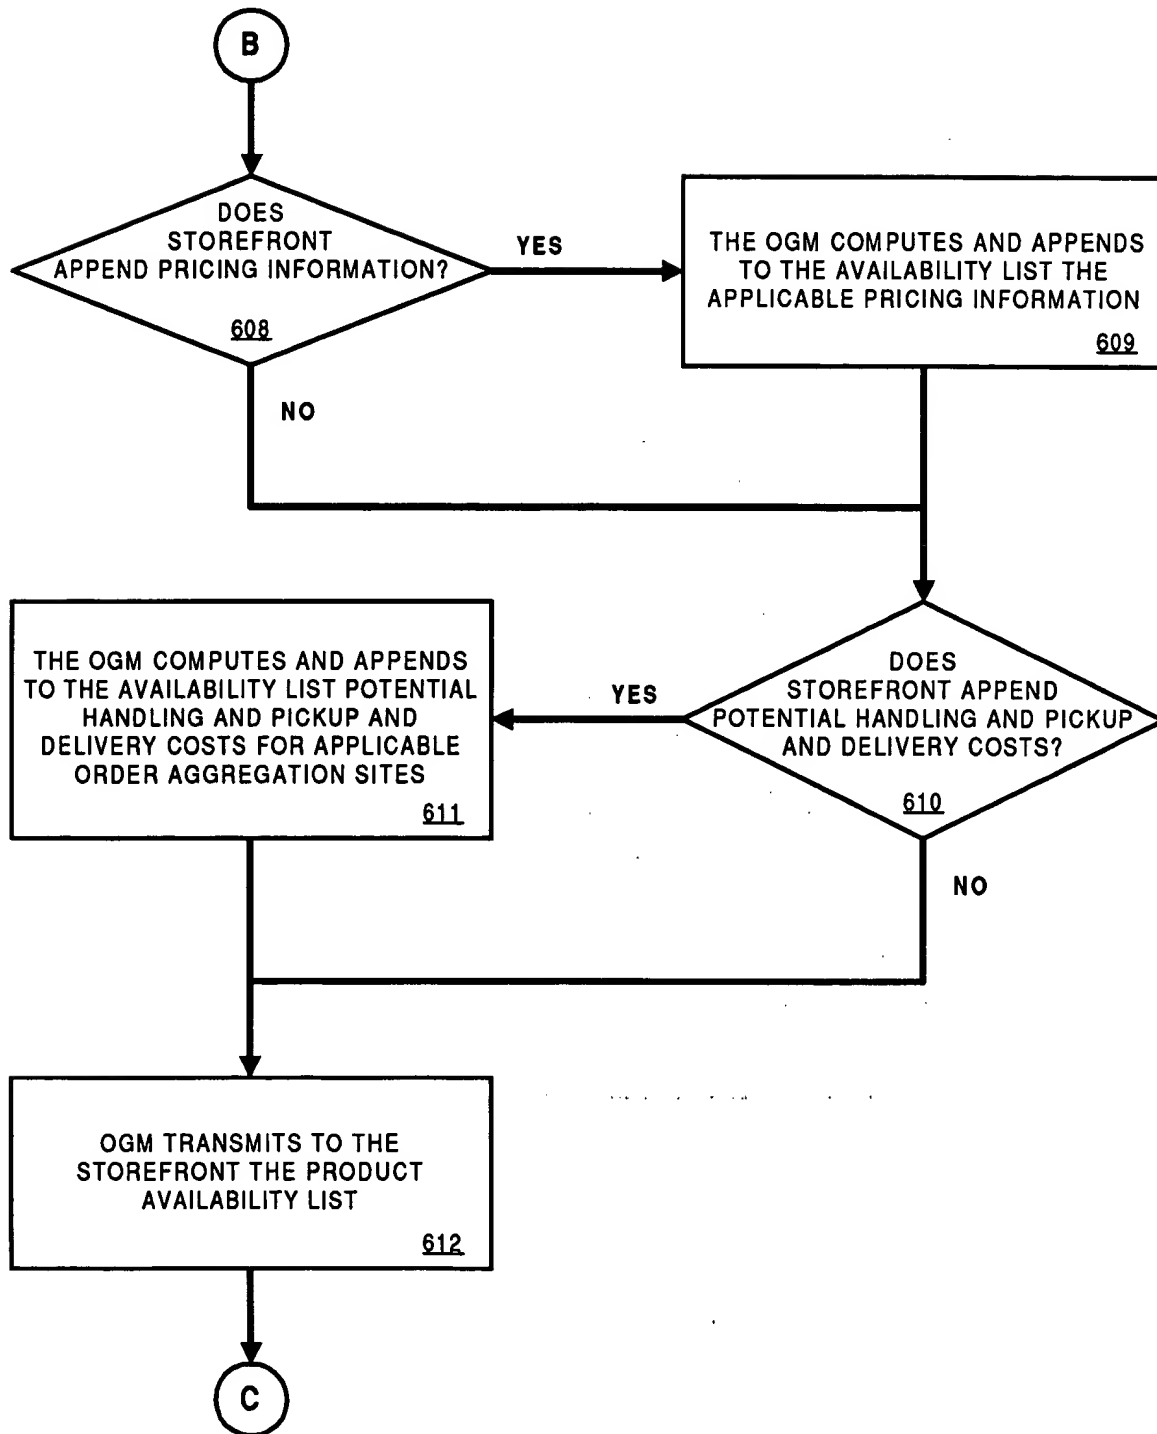 B
DOES
STOREFRONT
APPEND PRICING INFORMATION?
608
YES
THE OGM COMPUTES AND APPENDS
TO THE AVAILABILITY LIST THE
APPLICABLE PRICING INFORMATION
609
NO
THE OGM COMPUTES AND APPENDS
TO THE AVAILABILITY LIST POTENTIAL
HANDLING AND PICKUP AND
DELIVERY COSTS FOR APPLICABLE
ORDER AGGREGATION SITES
611
YES
DOES
STOREFRONT APPEND
POTENTIAL HANDLING AND PICKUP
AND DELIVERY COSTS?
610
NO
OGM TRANSMITS TO THE
STOREFRONT THE PRODUCT
AVAILABILITY LIST
612
C